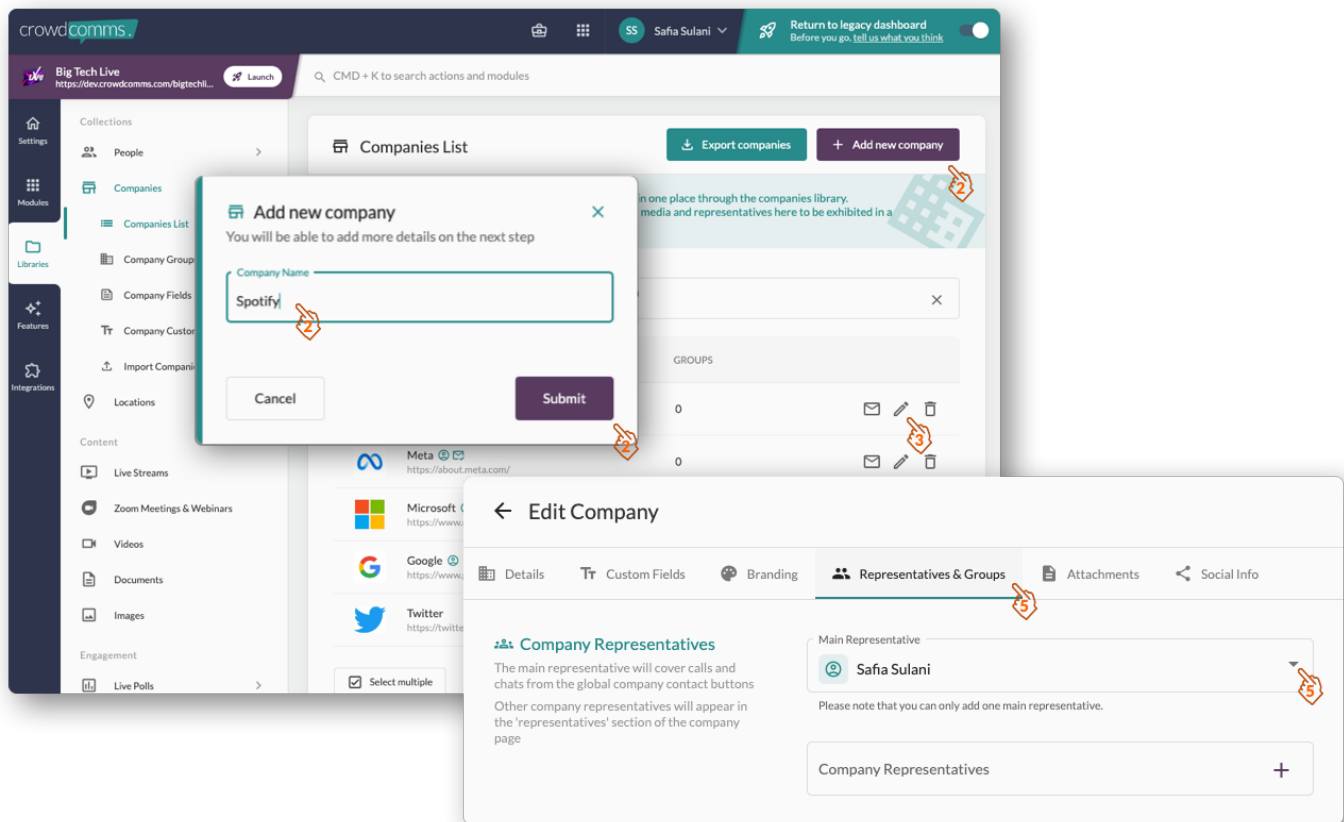 crowdcomms.
SS Safia Sulani
Return to legacy dashboard
Before you go, tell us what you think
Big Tech Live
https://dev.crowdcomms.com/bigtechli...
Launch
CMD + K to search actions and modules
Settings
Modules
Libraries
Features
Integrations
Collections
People
Companies
Companies List
Company Groups
Company Fields
Company Custom
Import Compani
Locations
Content
Live Streams
Zoom Meetings & Webinars
Videos
Documents
Images
Engagement
Live Polls
Companies List
Export companies
+ Add new company
2
n one place through the companies library.
media and representatives here to be exhibited in a
GROUPS
0
3
Meta
https://about.meta.com/
0
Microsoft
https://www.
Google
https://www.
Twitter
https://twitte
Select multiple
Add new company
You will be able to add more details on the next step
Company Name
Spotify
2
Cancel
Submit
2
Edit Company
Details
Custom Fields
Branding
Representatives & Groups
Attachments
Social Info
5
Company Representatives
The main representative will cover calls and
chats from the global company contact buttons
Other company representatives will appear in
the 'representatives' section of the company
page
Main Representative
Safia Sulani
5
Please note that you can only add one main representative.
Company Representatives +